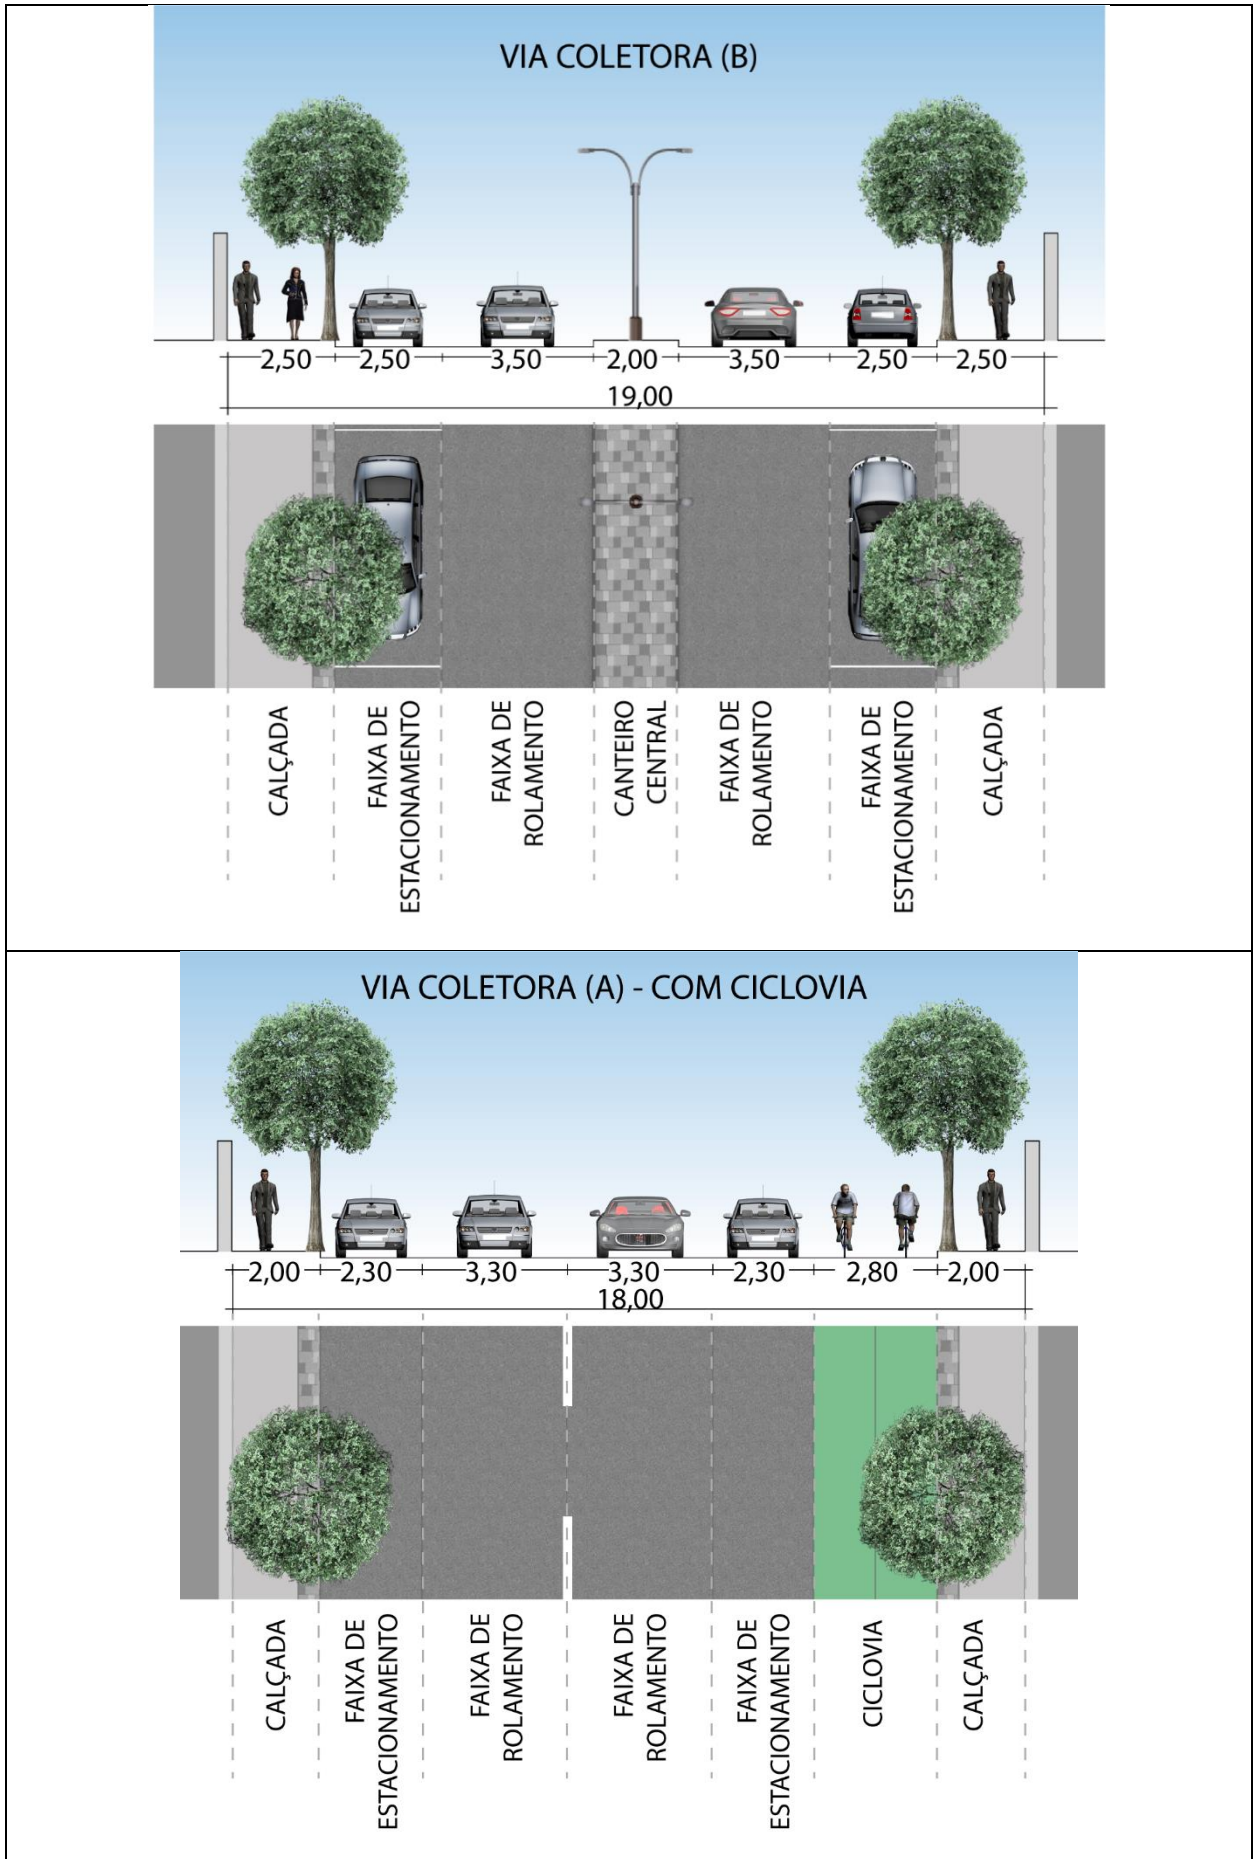 VIA COLETORA (B)
2,50 2,50 3,50 2,00 3,50 2,50 2,50
19,00
CALÇADA
FAIXA DE
ESTACIONAMENTO
FAIXA DE
ROLAMENTO
CANTEIRO
CENTRAL
FAIXA DE
ROLAMENTO
FAIXA DE
ESTACIONAMENTO
CALÇADA
VIA COLETORA (A) - COM CICLOVIA
2,00 2,30 3,30 3,30 2,30 2,80 2,00
18,00
CALÇADA
FAIXA DE
ESTACIONAMENTO
FAIXA DE
ROLAMENTO
FAIXA DE
ROLAMENTO
FAIXA DE
ESTACIONAMENTO
CICLOVIA
CALÇADA